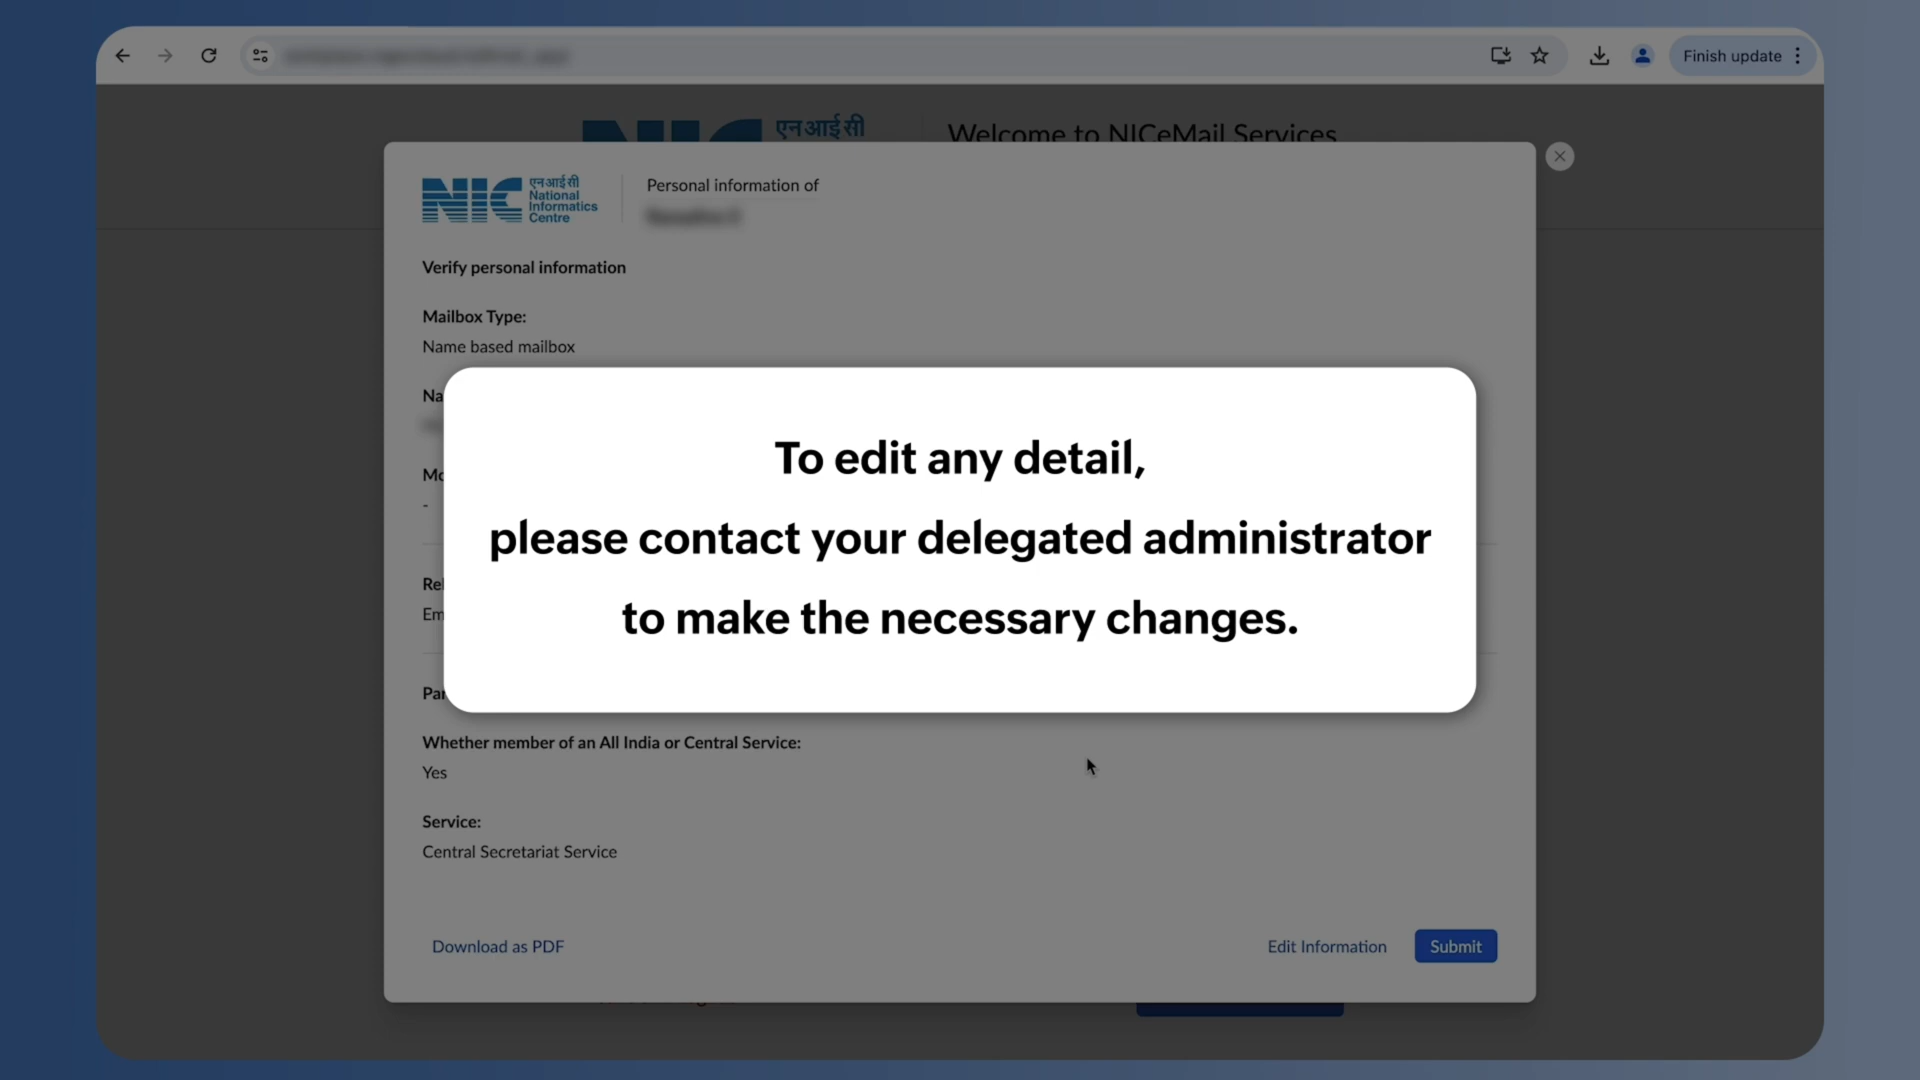 Finish update
एनआईसी
Welcome to NICeMail Services
NIC
एनआईसी
National
Informatics
Centre
Personal information of
Verify personal information
Mailbox Type:
Name based mailbox
To edit any detail,
please contact your delegated administrator
to make the necessary changes.
Whether member of an All India or Central Service:
Yes
Service:
Central Secretariat Service
Download as PDF
Edit Information
Submit